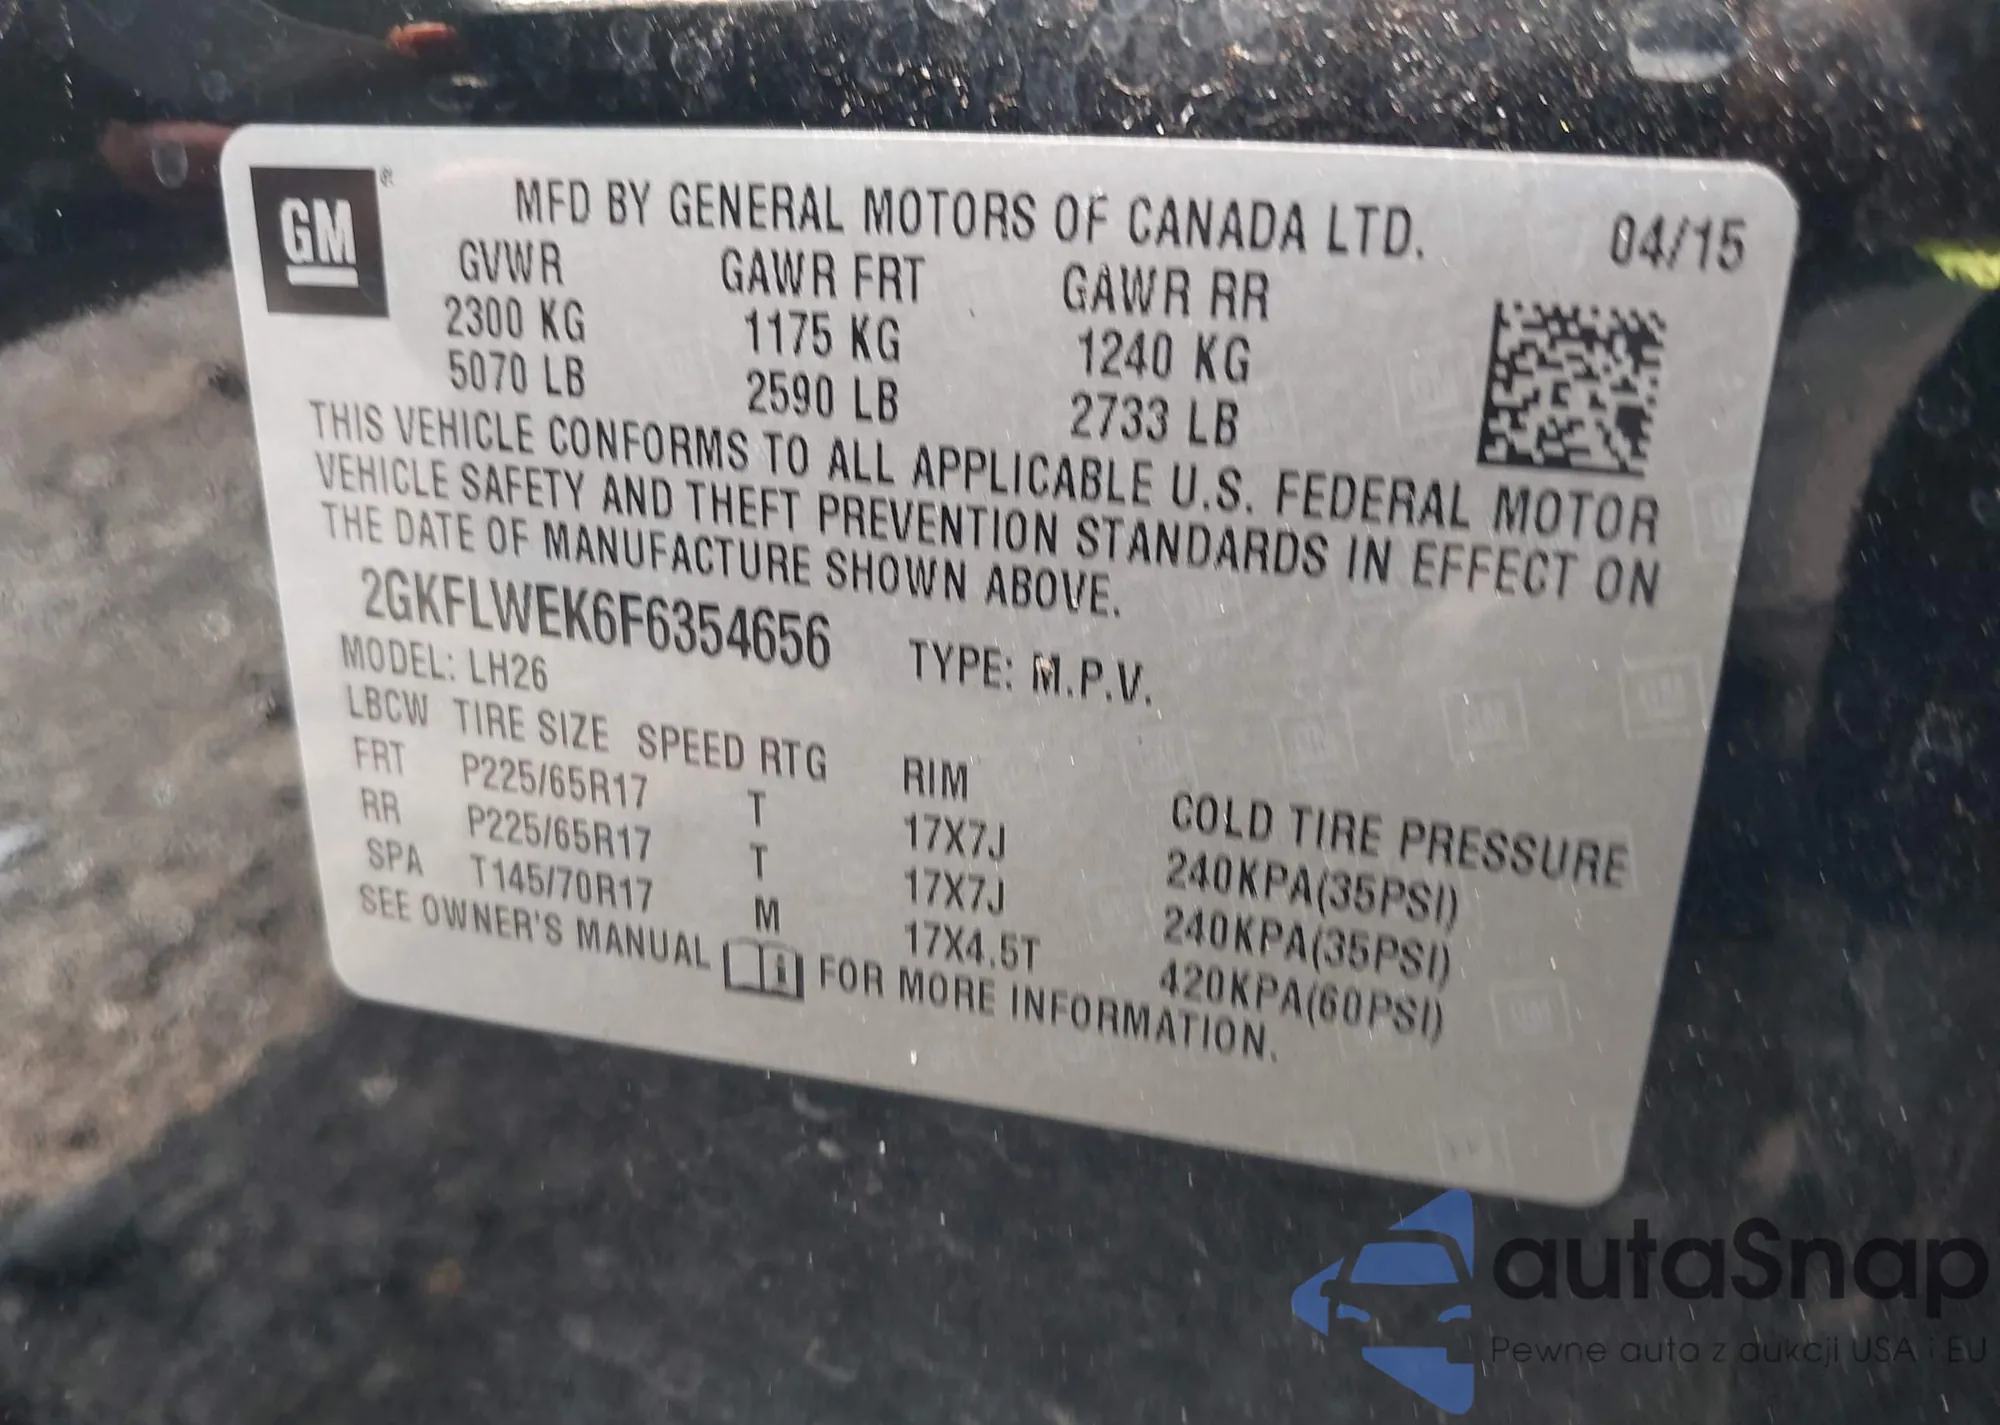 GM ® MFD BY GENERAL MOTORS OF CANADA LTD. 04/15
GVWR GAWR FRT GAWR RR
2300 KG 1175 KG 1240 KG
5070 LB 2590 LB 2733 LB
THIS VEHICLE CONFORMS TO ALL APPLICABLE U.S. FEDERAL MOTOR
VEHICLE SAFETY AND THEFT PREVENTION STANDARDS IN EFFECT ON
THE DATE OF MANUFACTURE SHOWN ABOVE.
2GKFLWEK6F6354656 TYPE: M.P.V.
MODEL: LH26
LBCW TIRE SIZE SPEED RTG RIM COLD TIRE PRESSURE
FRT P225/65R17 T 17X7J 240KPA(35PSI)
RR P225/65R17 T 17X7J 240KPA(35PSI)
SPA T145/70R17 M 17X4.5T 420KPA(60PSI)
SEE OWNER'S MANUAL i FOR MORE INFORMATION.
autaSnap
Pewne auta z aukcji USA i EU